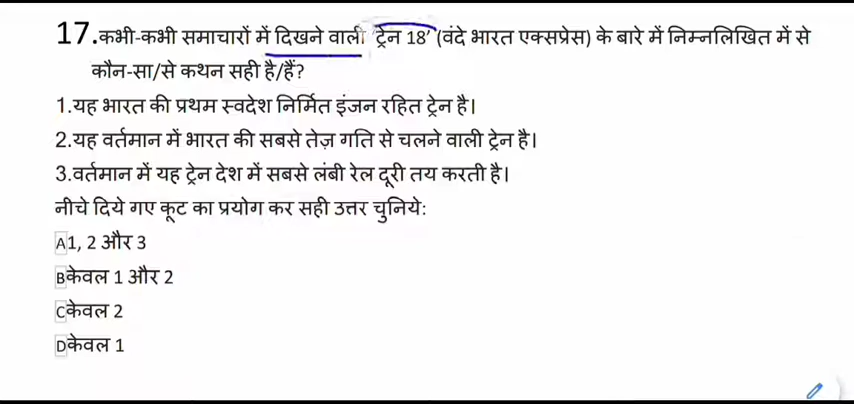 17.कभी-कभी समाचारों में दिखने वाली 'ट्रेन 18' (वंदे भारत एक्सप्रेस) के बारे में निम्नलिखित में से
कौन-सा/से कथन सही है/हैं?
1.यह भारत की प्रथम स्वदेश निर्मित इंजन रहित ट्रेन है।
2.यह वर्तमान में भारत की सबसे तेज़ गति से चलने वाली ट्रेन है।
3.वर्तमान में यह ट्रेन देश में सबसे लंबी रेल दूरी तय करती है।
नीचे दिये गए कूट का प्रयोग कर सही उत्तर चुनिये:
A1, 2 और 3
Bकेवल 1 और 2
Cकेवल 2
Dकेवल 1